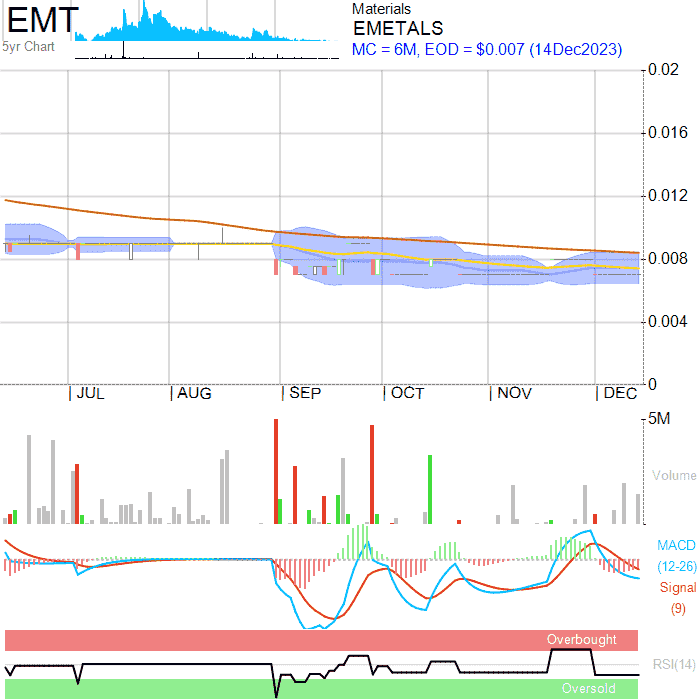 EMT
5yr Chart
Materials
EMETALS
MC = 6M, EOD = $0.007 (14Dec2023)
0.02
0.016
0.012
0.008
0.004
0
JUL
AUG
SEP
OCT
NOV
DEC
5M
Volume
MACD
(12-26)
Signal
(9)
Overbought
RSI(14)
Oversold